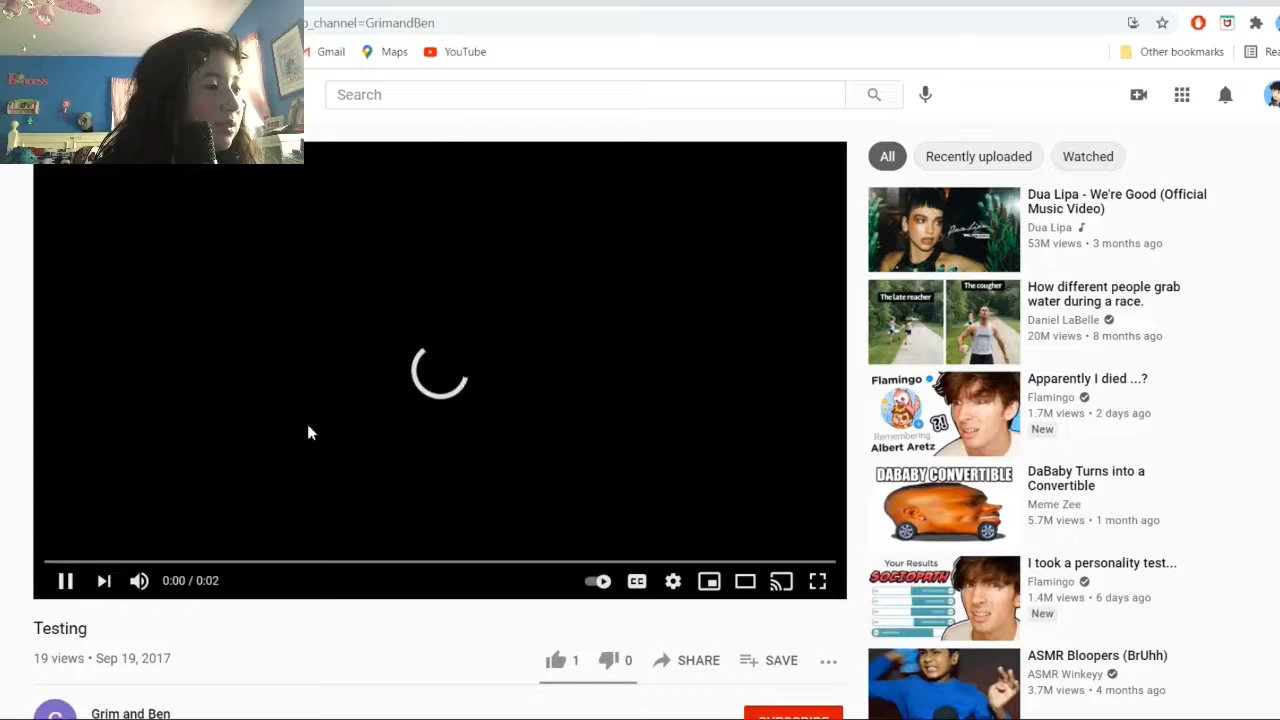 b_channel=GrimandBen
Gmail
Maps
YouTube
Other bookmarks
Rea
Princess
Search
All
Recently uploaded
Watched
Dua Lipa - We're Good (Official
Music Video)
Dua Lipa
53M views • 3 months ago
The late reacher
The cougher
How different people grab
water during a race.
Daniel LaBelle
20M views • 8 months ago
Flamingo
?!
Remembering
Albert Aretz
Apparently I died ...?
Flamingo
1.7M views • 2 days ago
New
DABABY CONVERTIBLE
DaBaby Turns into a
Convertible
Meme Zee
5.7M views • 1 month ago
Your Results
SOCIOPATH
I took a personality test...
Flamingo
1.4M views • 6 days ago
New
ASMR Bloopers (BrUhh)
ASMR Winkeyy
3.7M views • 4 months ago
0:00 / 0:02
CC
Testing
19 views • Sep 19, 2017
1
0
SHARE
SAVE
G
Grim and Ben
SUBSCRIBE